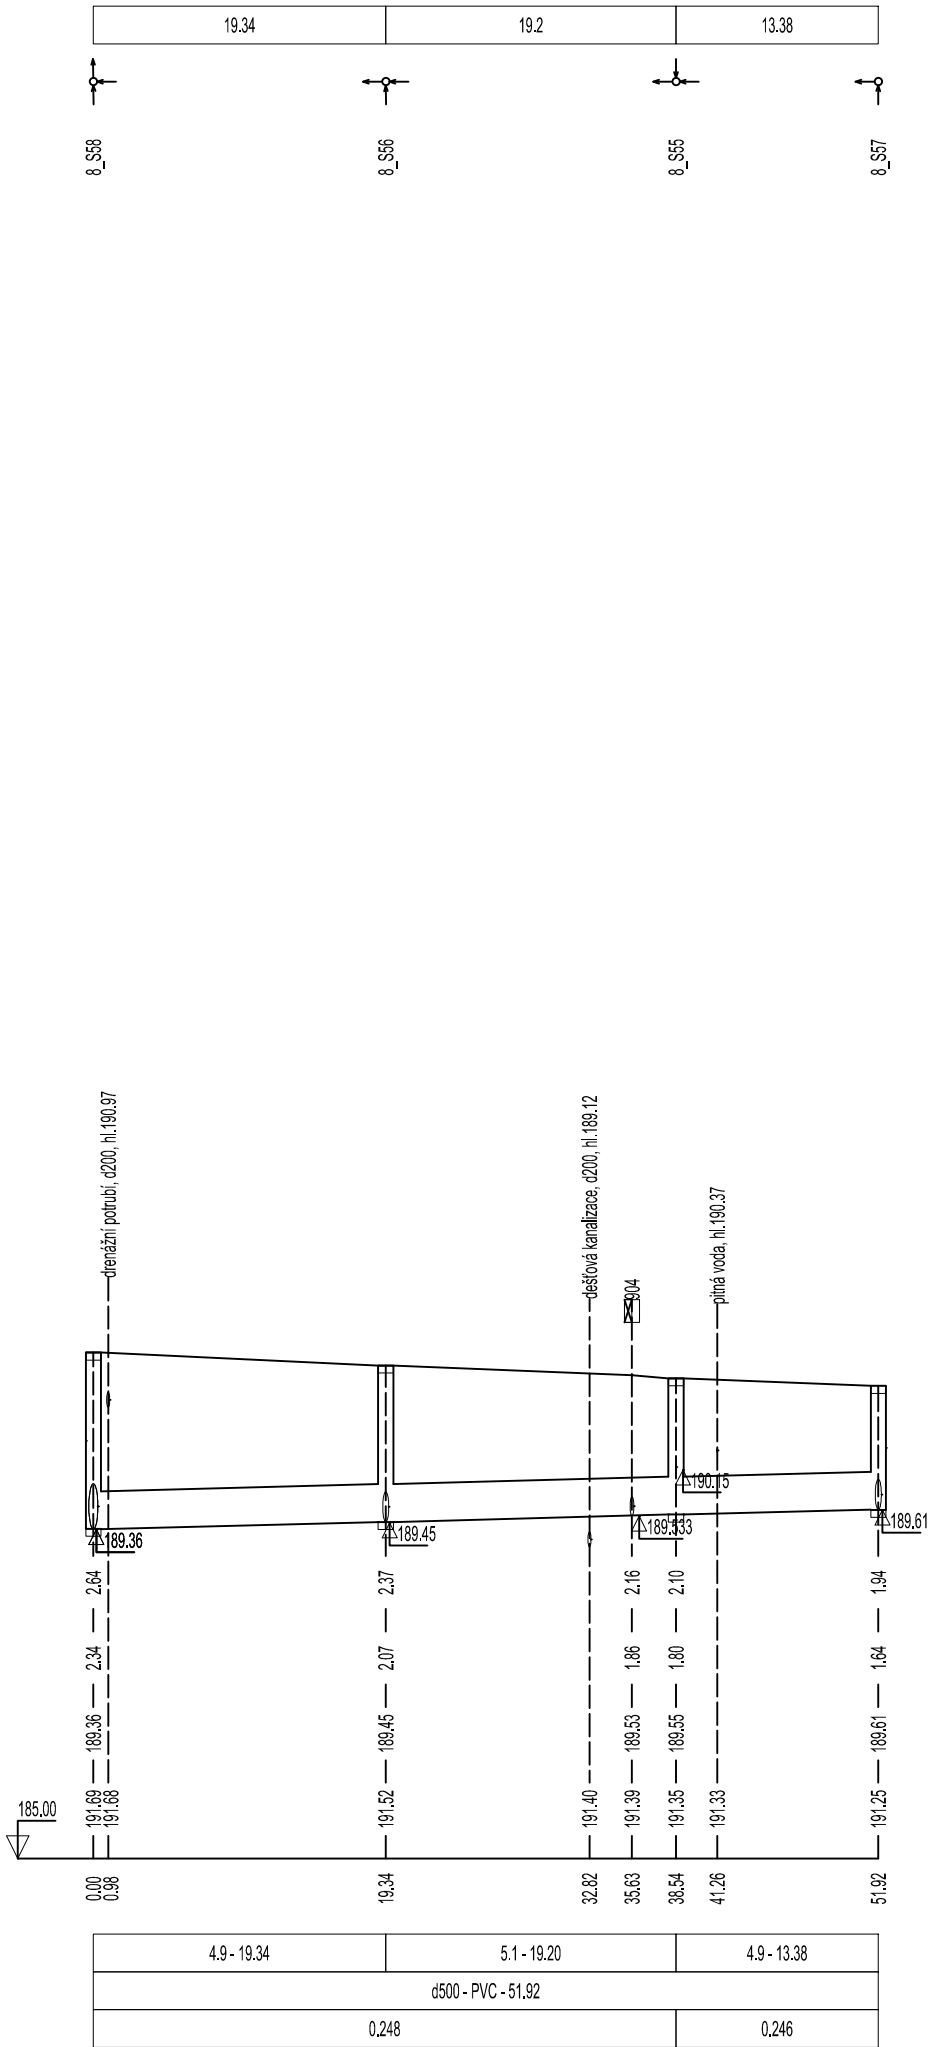 19.34 19.2 13.38
8_S58 8_S56 8_S55 8_S57
drenážní potrubí, d200, hl.190.97
dešťová kanalizace, d200, hl.189.12
904
pitná voda, hl.190.37
190.15
189.36 189.45 189.533 189.61
2.64 2.37 2.16 2.10 1.94
2.34 2.07 1.86 1.80 1.64
189.36 189.45 189.53 189.55 189.61
185.00
191.69 191.68 191.52 191.40 191.39 191.35 191.33 191.25
0.00 0.98 19.34 32.82 35.63 38.54 41.26 51.92
4.9 - 19.34 5.1 - 19.20 4.9 - 13.38
d500 - PVC - 51.92
0.248 0.246